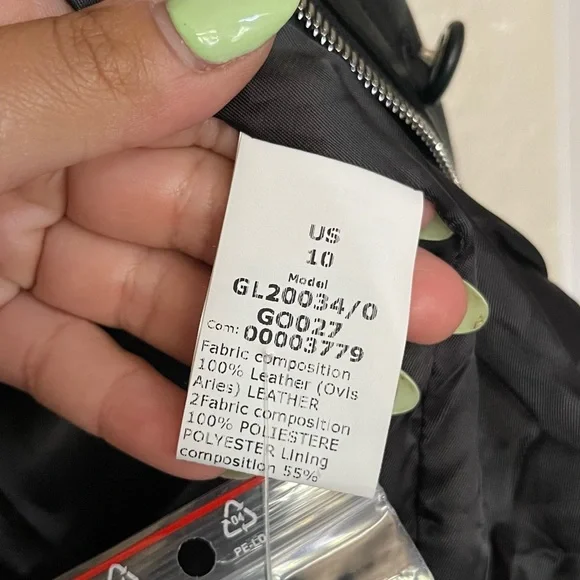 US
10
Model
GL20034/0
GO027
Com: 00003779
Fabric composition
100% Leather (Ovis
Aries) LEATHER
2Fabric composition
100% POLIESTERE
POLYESTER Lining
composition 55%
04